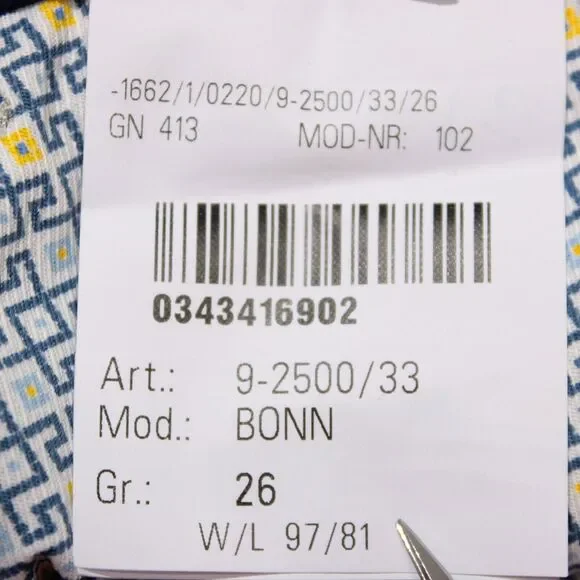 -1662/1/0220/9-2500/33/26
GN 413 MOD-NR: 102
0343416902
Art.: 9-2500/33
Mod.: BONN
Gr.: 26
W/L 97/81